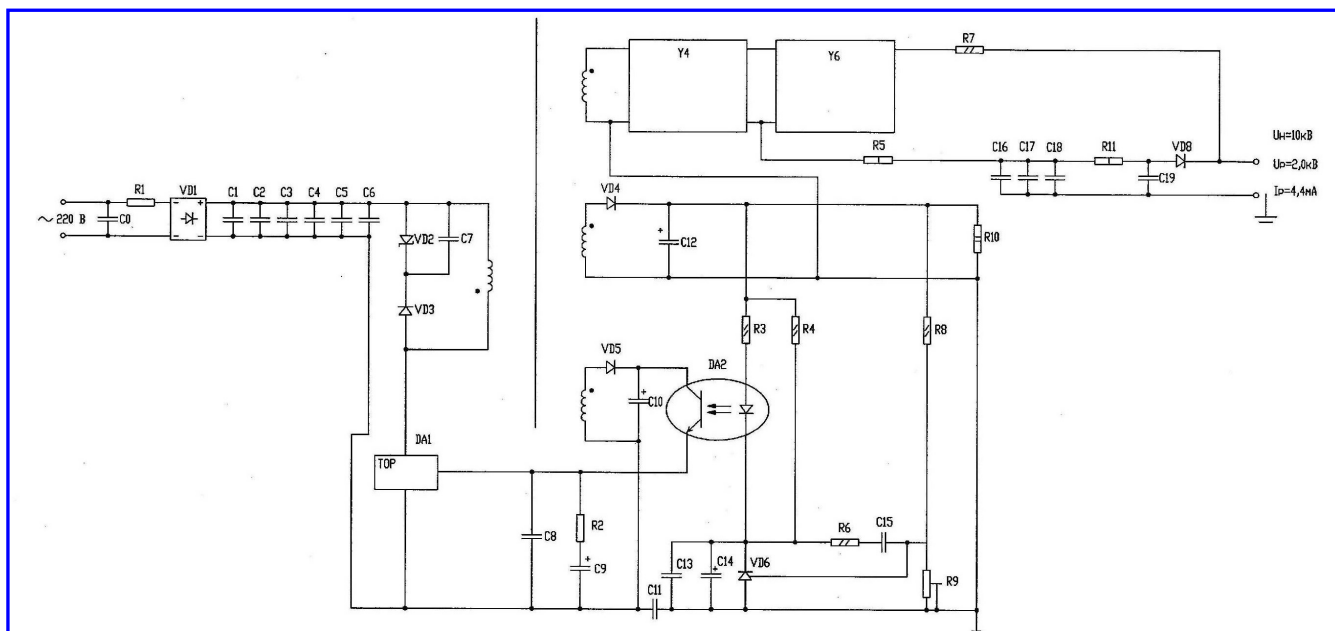 Y4
Y6
R7
Uн=10кВ
R5
C16
C17
C18
R11
VD8
C19
Uр=2,0кВ
Iр=4,4мА
VD4
R1
VD1
C1
C2
C3
C4
C5
C6
~ 220 В
C0
VD2
C7
C12
R10
VD3
R3
R4
R8
VD5
DA2
C10
DA1
TOP
R2
C8
C9
R6
C15
C13
C14
VD6
R9
C11